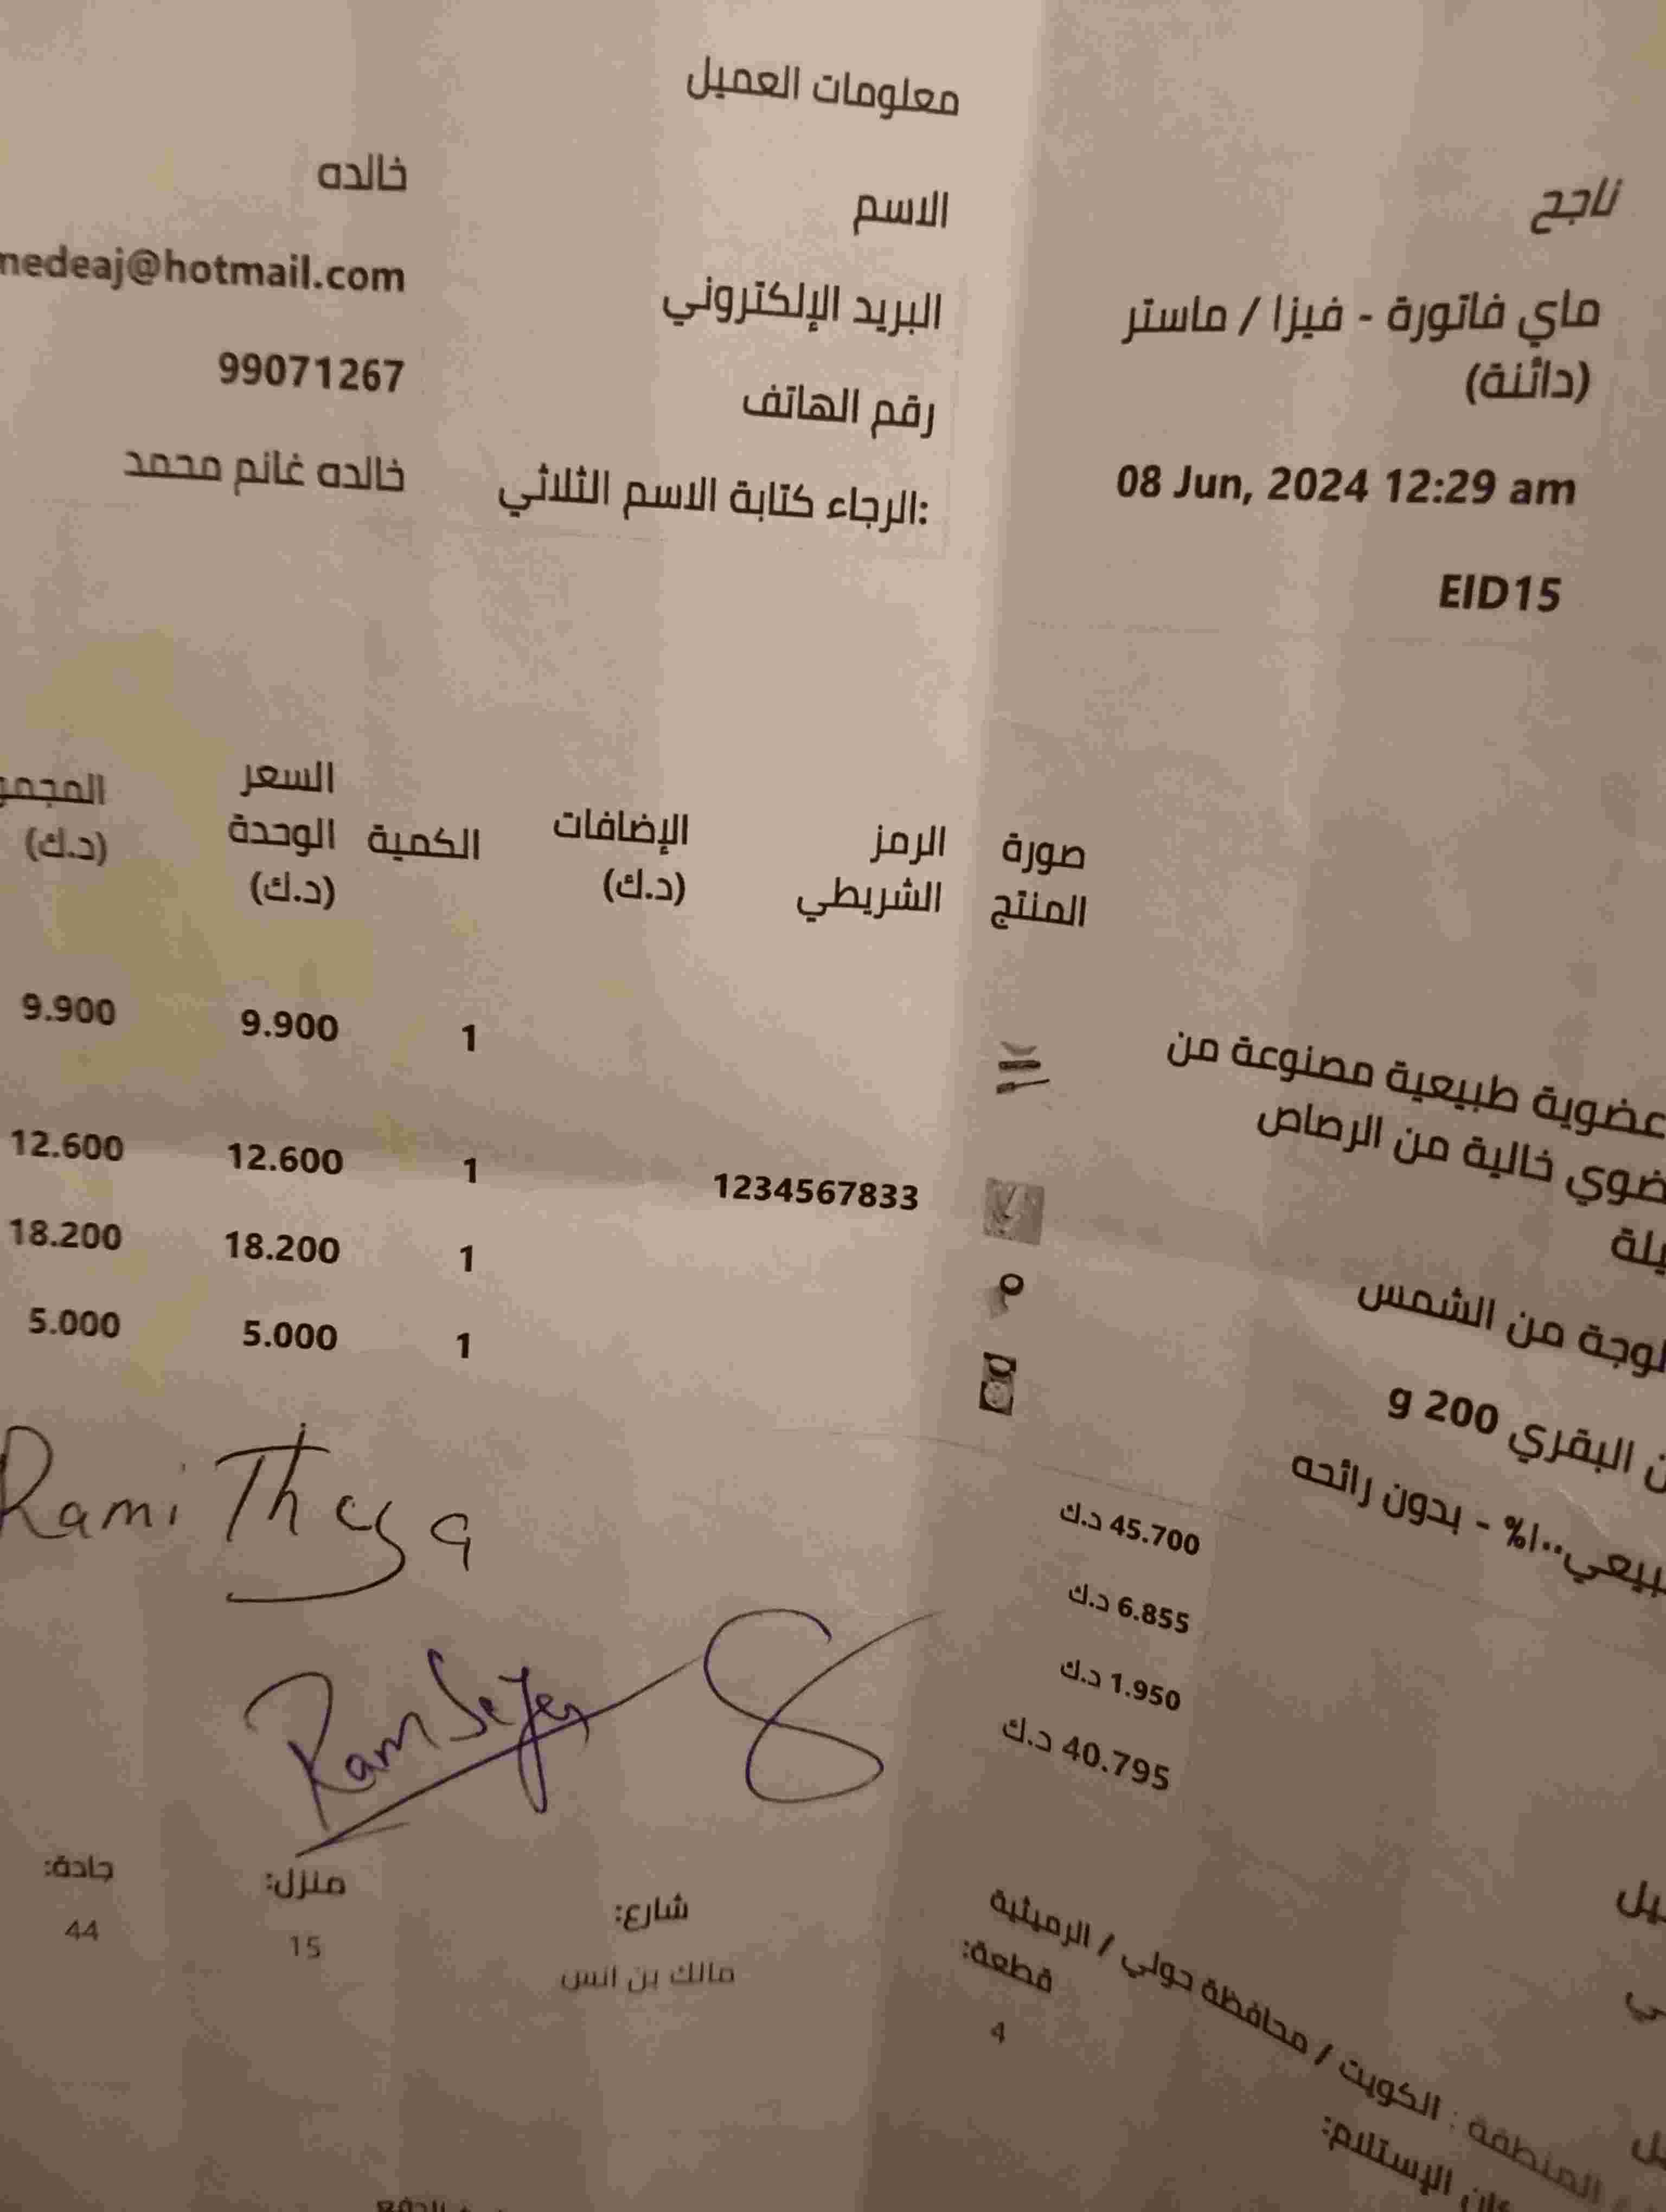 معلومات العميل
ناجح
الاسم
خالده
ماي فاتورة - فيزا / ماستر
(دائنة)
البريد الإلكتروني
nedeaj@hotmail.com
رقم الهاتف
99071267
08 Jun, 2024 12:29 am
الرجاء كتابة الاسم الثلاثي:
خالده غانم محمد
EID15
صورة المنتج
الرمز الشريطي
الإضافات (د.ك)
الكمية
السعر الوحدة (د.ك)
(د.ك)
عضوية طبيعية مصنوعة من
خالية من الرصاص
1 9.900 9.900
1234567833 1 12.600 12.600
من الشمس
1 18.200 18.200
البقري 200 g
1 5.000 5.000
١٠٠% - بدون رائحه
45.700 د.ك
6.855 د.ك
1.950 د.ك
40.795 د.ك
Rami
المنطقة : الكويت / محافظة حولي / الرميثية
قطعة:
4
شارع:
مالك بن انس
منزل:
15
جادة:
44
الإستلام: